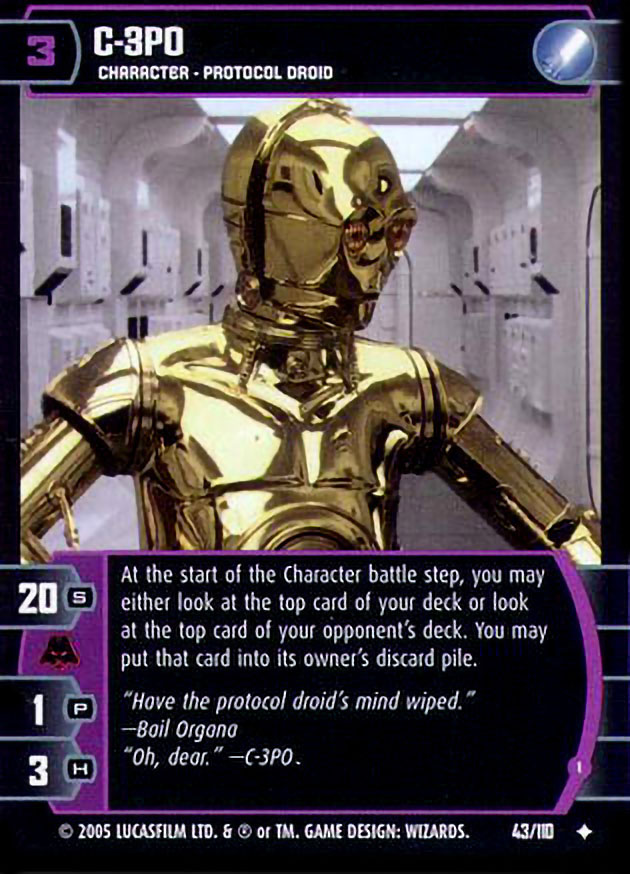 3
C-3PO
CHARACTER - PROTOCOL DROID
20 S
At the start of the Character battle step, you may
either look at the top card of your deck or look
at the top card of your opponent's deck. You may
put that card into its owner's discard pile.
1 P
"Have the protocol droid's mind wiped."
—Bail Organa
3 H
"Oh, dear." —C-3PO.
1
© 2005 LUCASFILM LTD. & ® or TM. GAME DESIGN: WIZARDS. 43/110